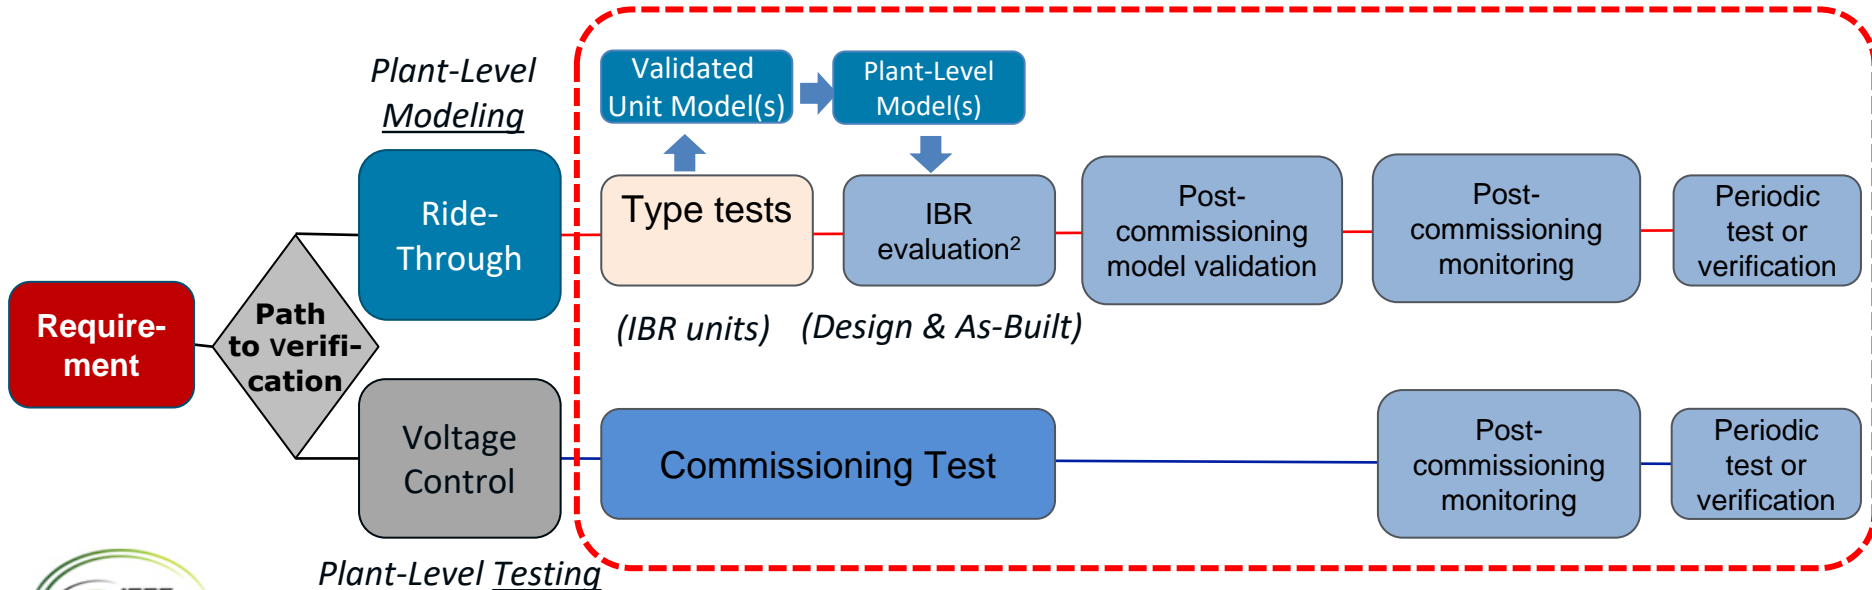 Plant-Level
Modeling
Validated
Unit Model(s)
Plant-Level
Model(s)
Ride-
Through
Type tests
IBR
evaluation²
Post-
commissioning
model validation
Post-
commissioning
monitoring
Periodic
test or
verification
(IBR units)
(Design & As-Built)
Require-
ment
Path
to Verifi-
cation
Voltage
Control
Commissioning Test
Post-
commissioning
monitoring
Periodic
test or
verification
Plant-Level Testing